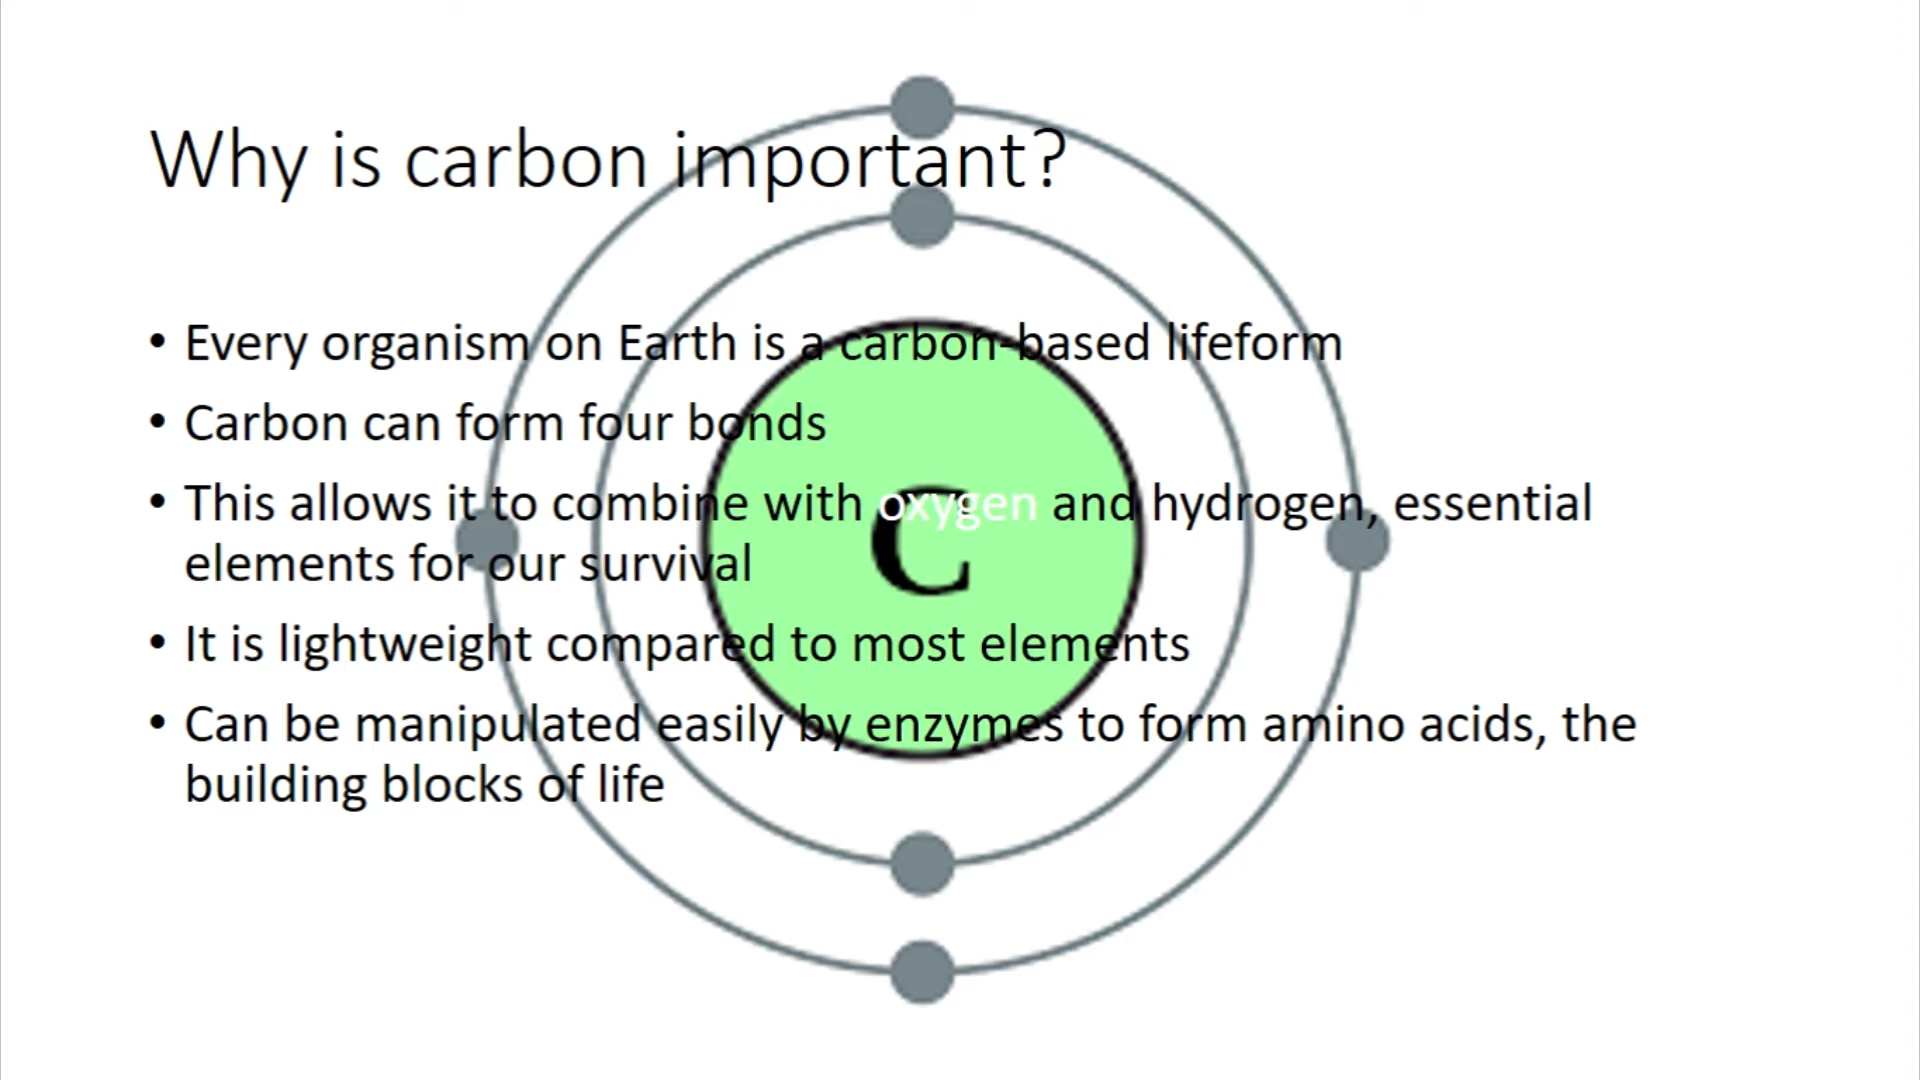 Why is carbon important?
• Every organism on Earth is a carbon-based lifeform
• Carbon can form four bonds
• This allows it to combine with oxygen and hydrogen, essential
elements for our survival
C
• It is lightweight compared to most elements
• Can be manipulated easily by enzymes to form amino acids, the
building blocks of life